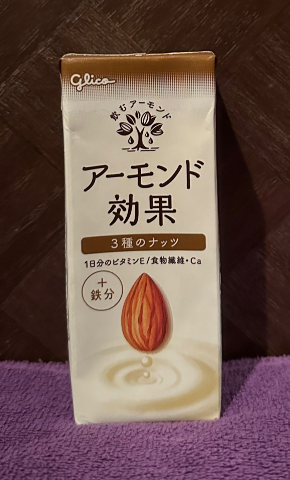 glico
飲むアーモンド
アーモンド
効果
3種のナッツ
1日分のビタミンE/食物繊維・Ca
+
鉄分